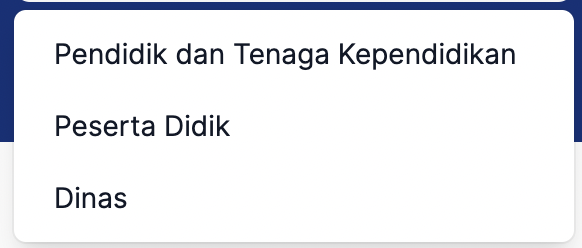 Pendidik dan Tenaga Kependidikan
Peserta Didik
Dinas